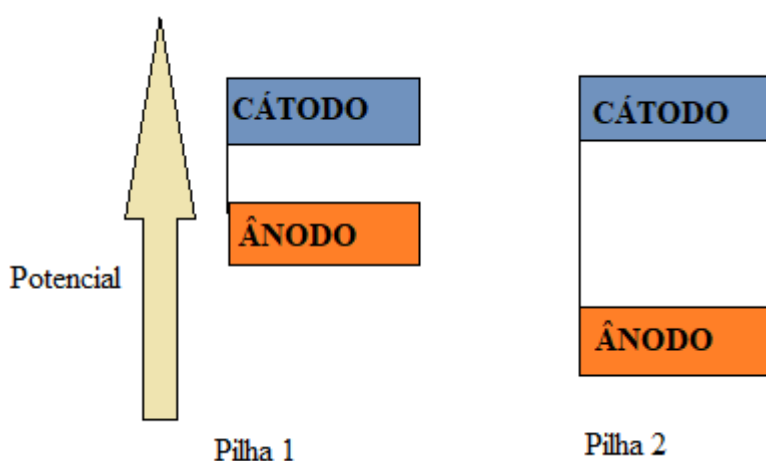 CÁTODO
CÁTODO
ÂNODO
Potencial
ÂNODO
Pilha 1
Pilha 2